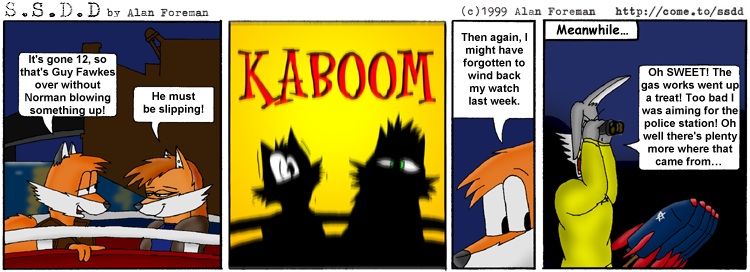 S.S.D.D by Alan Foreman
(c)1999 Alan Foreman http://come.to/ssdd
It's gone 12, so
that's Guy Fawkes
over without
Norman blowing
something up!
He must
be slipping!
KABOOM
Then again, I
might have
forgotten to
wind back
my watch
last week.
Meanwhile...
Oh SWEET! The
gas works went up
a treat! Too bad I
was aiming for the
police station! Oh
well there's plenty
more where that
came from...